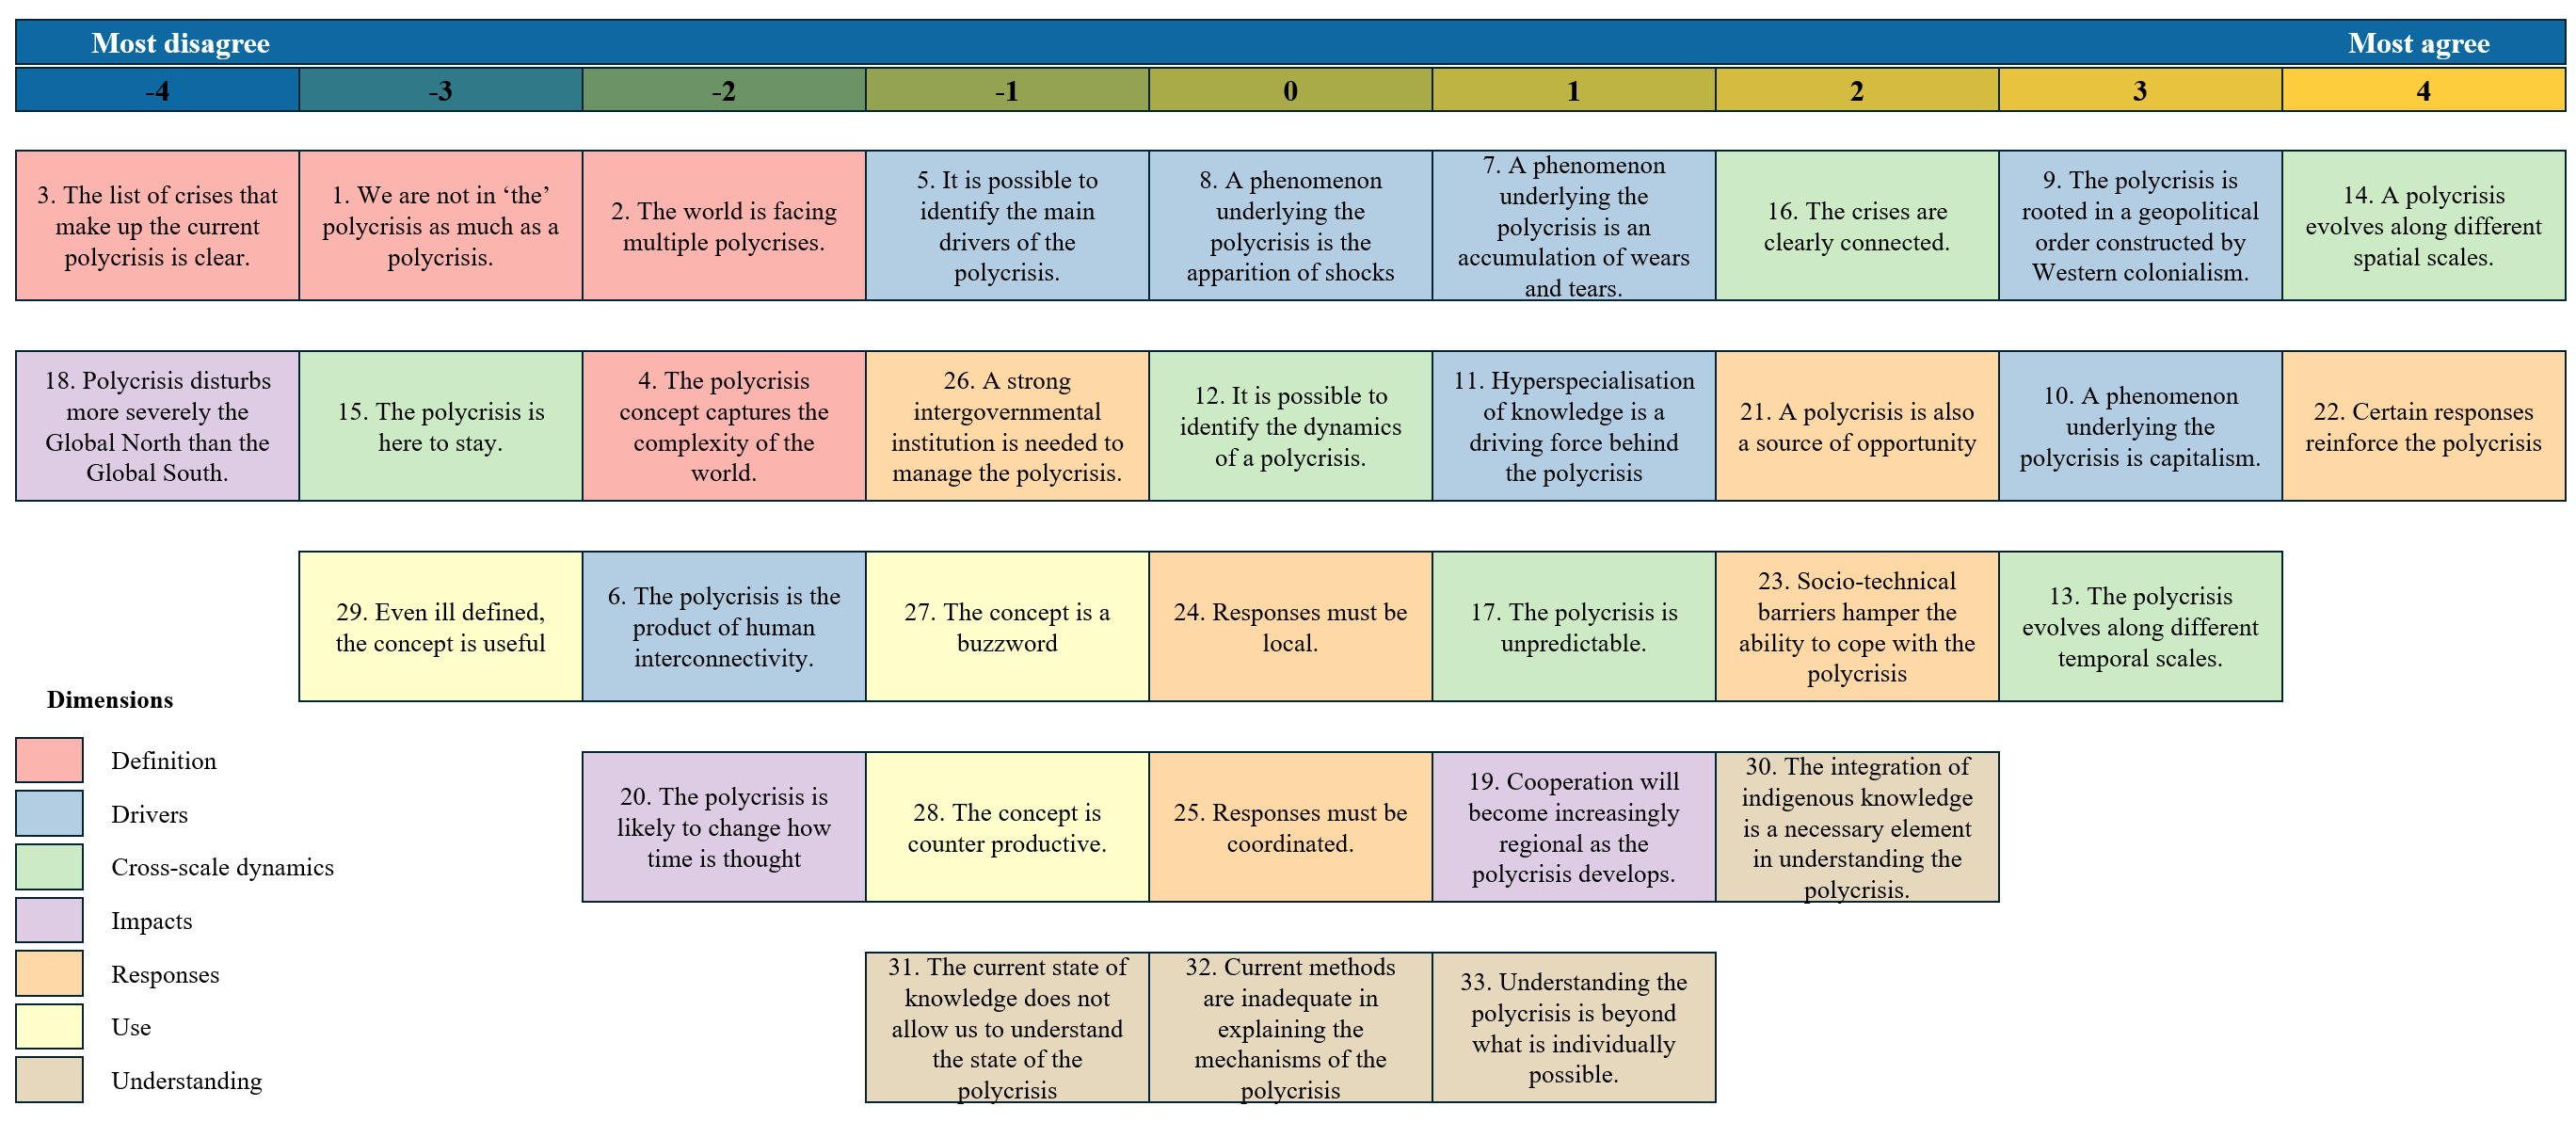 Most disagree
Most agree
-4
-3
-2
-1
0
1
2
3
4
3. The list of crises that
make up the current
polycrisis is clear.
1. We are not in ‘the’
polycrisis as much as a
polycrisis.
2. The world is facing
multiple polycrises.
5. It is possible to
identify the main
drivers of the
polycrisis.
8. A phenomenon
underlying the
polycrisis is the
apparition of shocks
7. A phenomenon
underlying the
polycrisis is an
accumulation of wears
and tears.
16. The crises are
clearly connected.
9. The polycrisis is
rooted in a geopolitical
order constructed by
Western colonialism.
14. A polycrisis
evolves along different
spatial scales.
18. Polycrisis disturbs
more severely the
Global North than the
Global South.
15. The polycrisis is
here to stay.
4. The polycrisis
concept captures the
complexity of the
world.
26. A strong
intergovernmental
institution is needed to
manage the polycrisis.
12. It is possible to
identify the dynamics
of a polycrisis.
11. Hyperspecialisation
of knowledge is a
driving force behind
the polycrisis
21. A polycrisis is also
a source of opportunity
10. A phenomenon
underlying the
polycrisis is capitalism.
22. Certain responses
reinforce the polycrisis
29. Even ill defined,
the concept is useful
6. The polycrisis is the
product of human
interconnectivity.
27. The concept is a
buzzword
24. Responses must be
local.
17. The polycrisis is
unpredictable.
23. Socio-technical
barriers hamper the
ability to cope with the
polycrisis
13. The polycrisis
evolves along different
temporal scales.
20. The polycrisis is
likely to change how
time is thought
28. The concept is
counter productive.
25. Responses must be
coordinated.
19. Cooperation will
become increasingly
regional as the
polycrisis develops.
30. The integration of
indigenous knowledge
is a necessary element
in understanding the
polycrisis.
31. The current state of
knowledge does not
allow us to understand
the state of the
polycrisis
32. Current methods
are inadequate in
explaining the
mechanisms of the
polycrisis
33. Understanding the
polycrisis is beyond
what is individually
possible.
Dimensions
Definition
Drivers
Cross-scale dynamics
Impacts
Responses
Use
Understanding